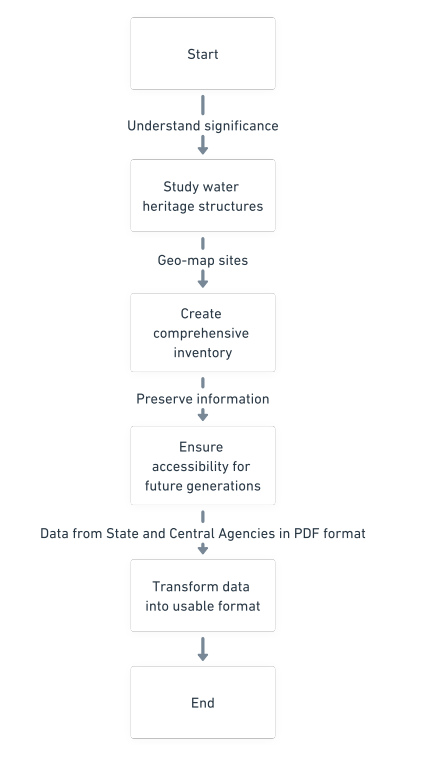 Start
Understand significance
Study water
heritage structures
Geo-map sites
Create
comprehensive
inventory
Preserve information
Ensure
accessibility for
future generations
Data from State and Central Agencies in PDF format
Transform data
into usable format
End